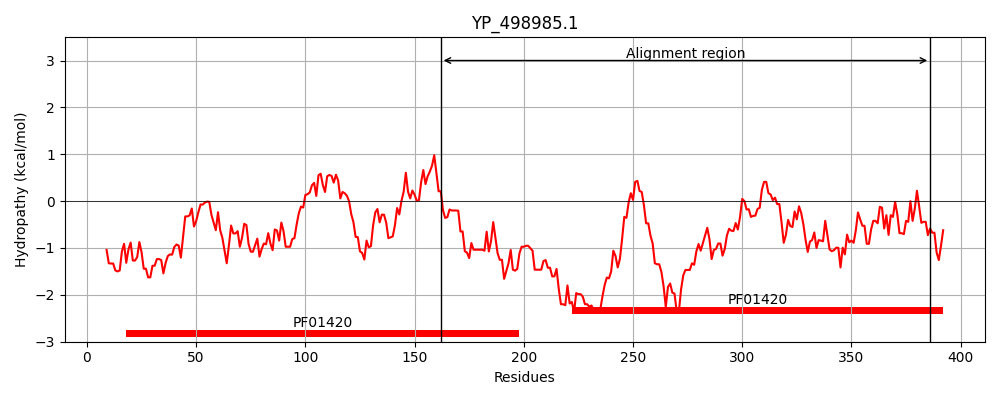 YP_498985.1
Alignment region
3
2
1
0
−1
−2
−3
Hydropathy (kcal/mol)
PF01420
PF01420
0 50 100 150 200 250 300 350 400
Residues